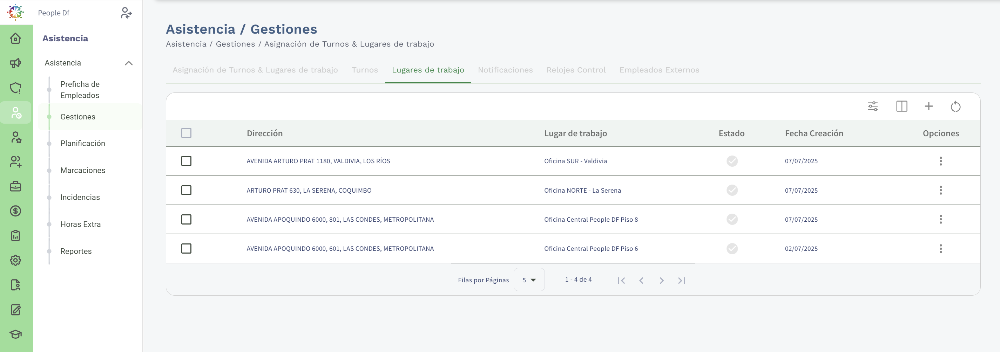 People Df
Asistencia
Asistencia
Preficha de
Empleados
Gestiones
Planificación
Marcaciones
Incidencias
Horas Extra
Reportes
Asistencia / Gestiones
Asistencia / Gestiones / Asignación de Turnos & Lugares de trabajo
Asignación de Turnos & Lugares de trabajo Turnos Lugares de trabajo Notificaciones Relojes Control Empleados Externos
Dirección Lugar de trabajo Estado Fecha Creación Opciones
AVENIDA ARTURO PRAT 1180, VALDIVIA, LOS RÍOS Oficina SUR - Valdivia 07/07/2025
ARTURO PRAT 630, LA SERENA, COQUIMBO Oficina NORTE - La Serena 07/07/2025
AVENIDA APOQUINDO 6000, 801, LAS CONDES, METROPOLITANA Oficina Central People DF Piso 8 07/07/2025
AVENIDA APOQUINDO 6000, 601, LAS CONDES, METROPOLITANA Oficina Central People DF Piso 6 02/07/2025
Filas por Páginas 5 1 - 4 de 4